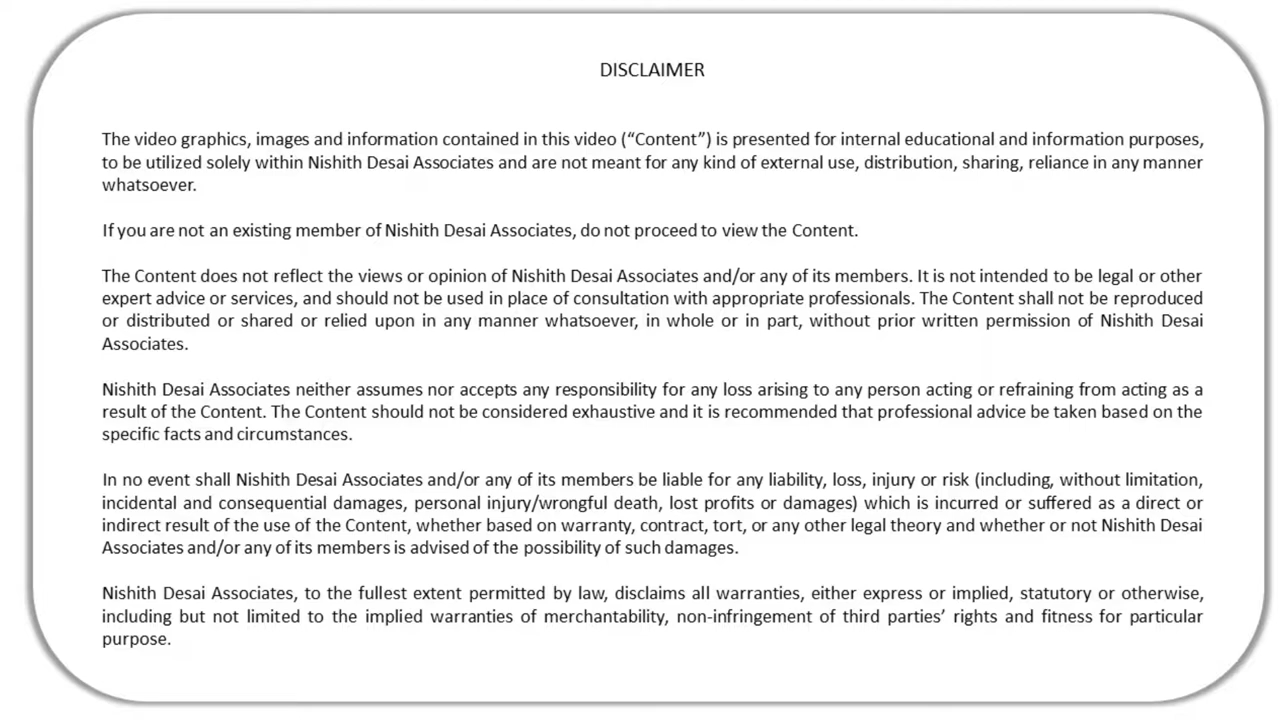 DISCLAIMER
The video graphics, images and information contained in this video (“Content”) is presented for internal educational and information purposes,
to be utilized solely within Nishith Desai Associates and are not meant for any kind of external use, distribution, sharing, reliance in any manner
whatsoever.
If you are not an existing member of Nishith Desai Associates, do not proceed to view the Content.
The Content does not reflect the views or opinion of Nishith Desai Associates and/or any of its members. It is not intended to be legal or other
expert advice or services, and should not be used in place of consultation with appropriate professionals. The Content shall not be reproduced
or distributed or shared or relied upon in any manner whatsoever, in whole or in part, without prior written permission of Nishith Desai
Associates.
Nishith Desai Associates neither assumes nor accepts any responsibility for any loss arising to any person acting or refraining from acting as a
result of the Content. The Content should not be considered exhaustive and it is recommended that professional advice be taken based on the
specific facts and circumstances.
In no event shall Nishith Desai Associates and/or any of its members be liable for any liability, loss, injury or risk (including, without limitation,
incidental and consequential damages, personal injury/wrongful death, lost profits or damages) which is incurred or suffered as a direct or
indirect result of the use of the Content, whether based on warranty, contract, tort, or any other legal theory and whether or not Nishith Desai
Associates and/or any of its members is advised of the possibility of such damages.
Nishith Desai Associates, to the fullest extent permitted by law, disclaims all warranties, either express or implied, statutory or otherwise,
including but not limited to the implied warranties of merchantability, non-infringement of third parties’ rights and fitness for particular
purpose.